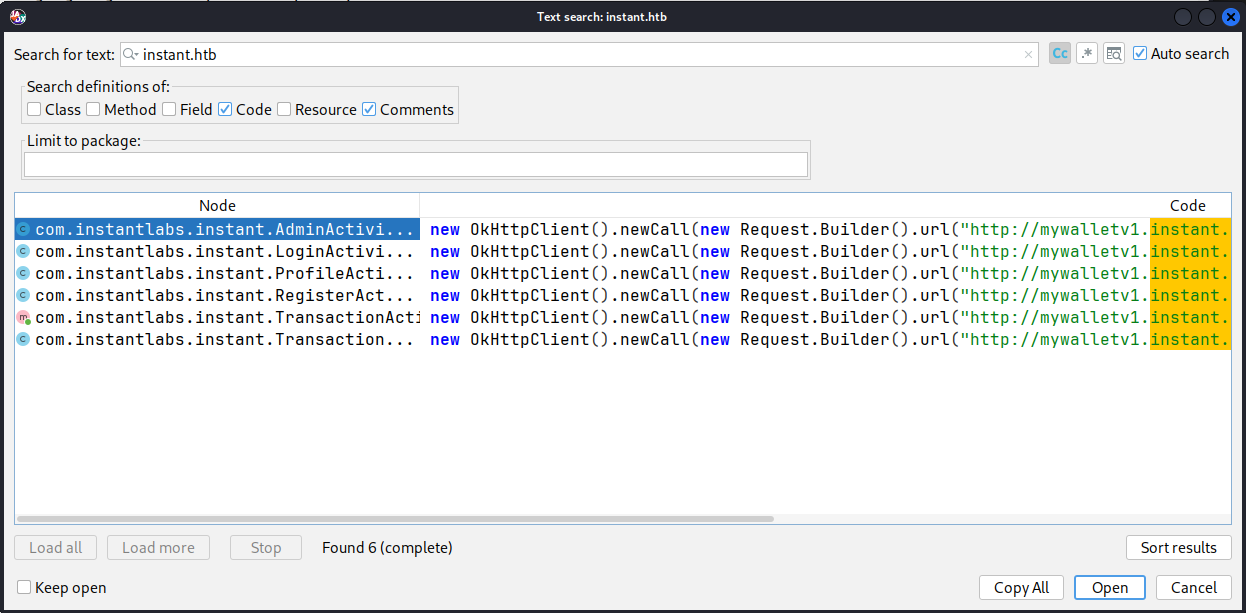 Text search: instant.htb
Search for text: instant.htb Cc .* Auto search
Search definitions of:
Class Method Field Code Resource Comments
Limit to package:
Node Code
com.instantlabs.instant.AdminActivi... new OkHttpClient().newCall(new Request.Builder().url("http://mywalletv1.instant.
com.instantlabs.instant.LoginActivi... new OkHttpClient().newCall(new Request.Builder().url("http://mywalletv1.instant.
com.instantlabs.instant.ProfileActi... new OkHttpClient().newCall(new Request.Builder().url("http://mywalletv1.instant.
com.instantlabs.instant.RegisterAct... new OkHttpClient().newCall(new Request.Builder().url("http://mywalletv1.instant.
com.instantlabs.instant.TransactionActi new OkHttpClient().newCall(new Request.Builder().url("http://mywalletv1.instant.
com.instantlabs.instant.Transaction... new OkHttpClient().newCall(new Request.Builder().url("http://mywalletv1.instant.
Load all Load more Stop Found 6 (complete) Sort results
Keep open Copy All Open Cancel